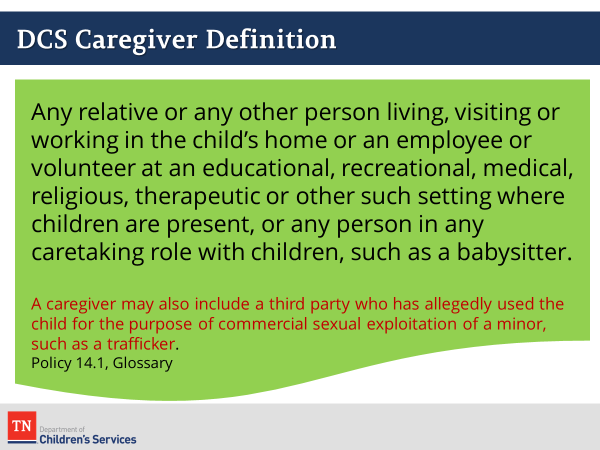 DCS Caregiver Definition
Any relative or any other person living, visiting or
working in the child’s home or an employee or
volunteer at an educational, recreational, medical,
religious, therapeutic or other such setting where
children are present, or any person in any
caretaking role with children, such as a babysitter.
A caregiver may also include a third party who has allegedly used the
child for the purpose of commercial sexual exploitation of a minor,
such as a trafficker.
Policy 14.1, Glossary
TN
Department of
Children’s Services